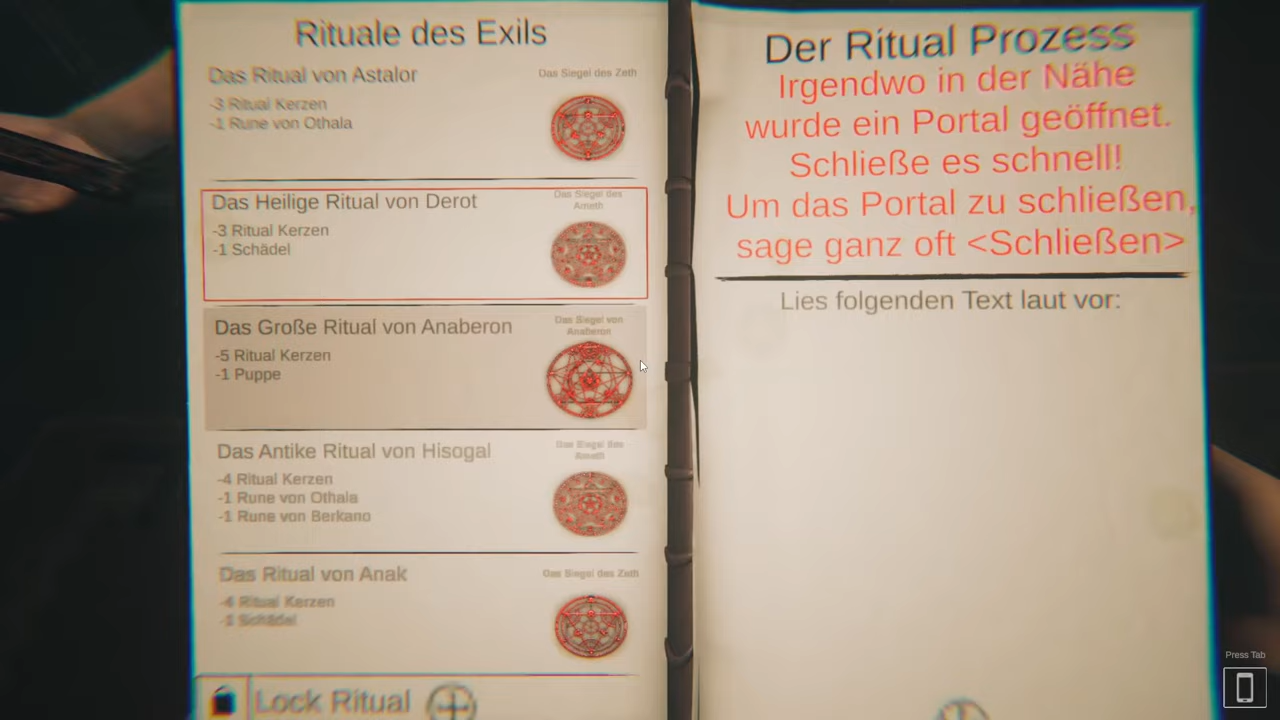 Rituale des Exils
Das Ritual von Astalor
Das Siegel des Zeth
-3 Ritual Kerzen
-1 Rune von Othala
Das Heilige Ritual von Derot
Das Siegel des
Ameth
-3 Ritual Kerzen
-1 Schädel
Das Große Ritual von Anaberon
Das Siegel von
Anaberon
-5 Ritual Kerzen
-1 Puppe
Das Antike Ritual von Hisogal
Das Siegel des
Ameth
-4 Ritual Kerzen
-1 Rune von Othala
-1 Rune von Berkano
Das Ritual von Anak
Das Siegel des Zeth
-4 Ritual Kerzen
-1 Schädel
Lock Ritual
Der Ritual Prozess
Irgendwo in der Nähe
wurde ein Portal geöffnet.
Schließe es schnell!
Um das Portal zu schließen,
sage ganz oft <Schließen>
Lies folgenden Text laut vor:
Press Tab